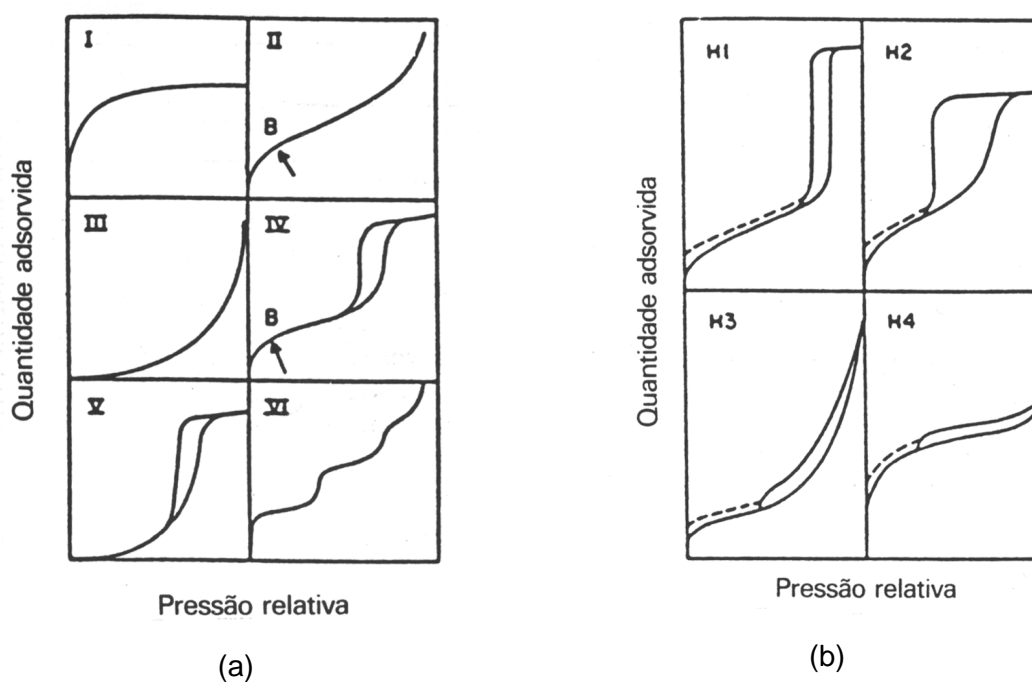 I
II
B
III
IV
B
V
VI
Quantidade adsorvida
Pressão relativa
(a)
H1
H2
H3
H4
Quantidade adsorvida
Pressão relativa
(b)